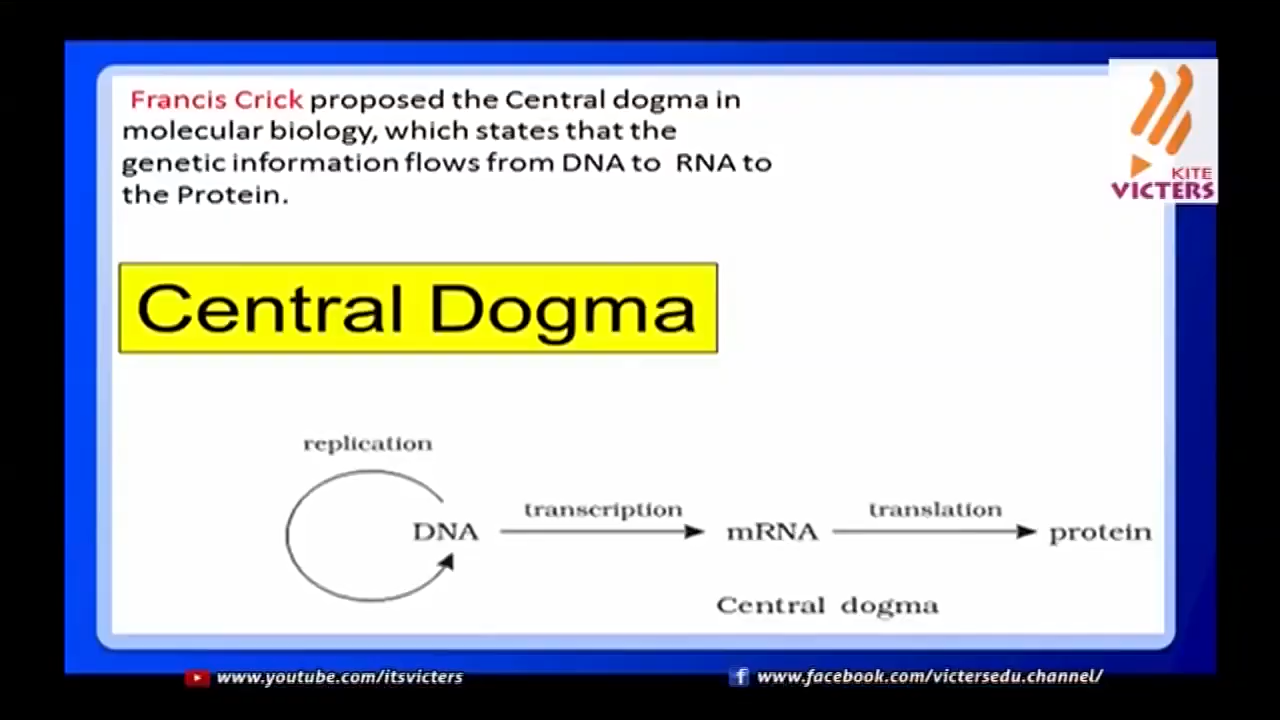 Francis Crick proposed the Central dogma in
molecular biology, which states that the
genetic information flows from DNA to RNA to
the Protein.
KITE
VICTERS
Central Dogma
replication
DNA
transcription
mRNA
translation
protein
Central dogma
www.youtube.com/itsvicters
www.facebook.com/victersedu.channel/